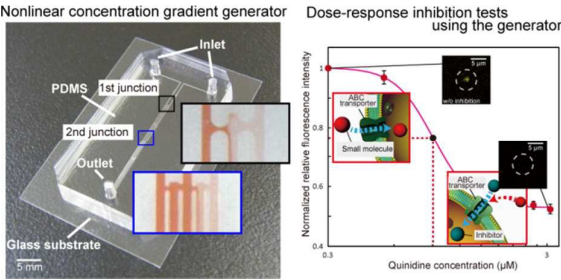 Nonlinear concentration gradient generator
Inlet
PDMS
1st junction
2nd junction
Outlet
Glass substrate
5 mm
Dose-response inhibition tests
using the generator
Normalized relative fluorescence intensity
1
0.8
0.6
0.4
0.3
1
3
Quinidine concentration (μM)
ABC
transporter
Small molecule
5 μm
w/o inhibition
5 μm
ABC
transporter
Inhibitor